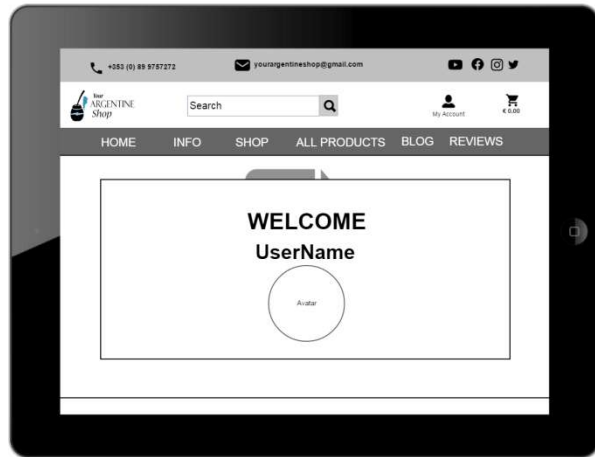 +353 (0) 89 9757272
yourargentineshop@gmail.com
Your
ARGENTINE
Shop
Search
My Account
€ 0.00
HOME INFO SHOP ALL PRODUCTS BLOG REVIEWS
WELCOME
UserName
Avatar